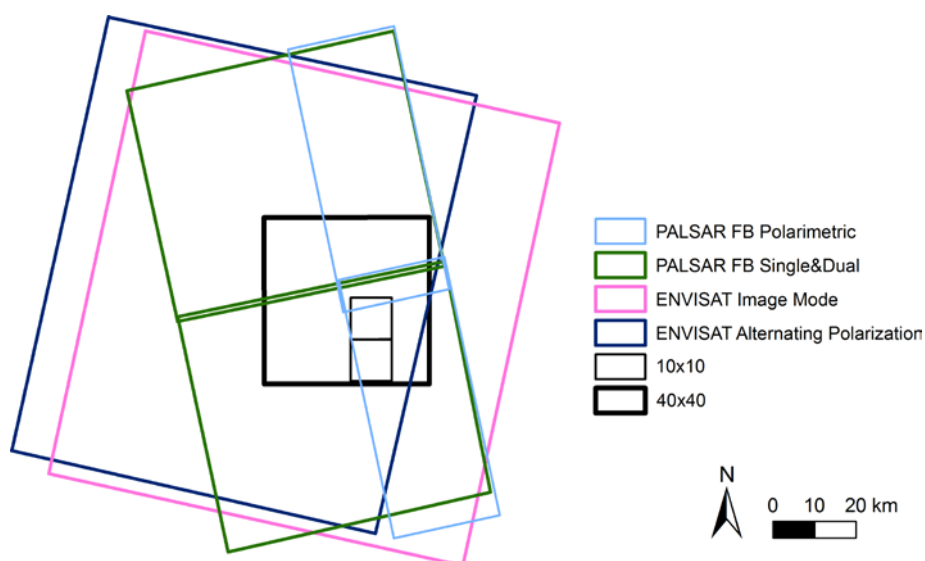 PALSAR FB Polarimetric
PALSAR FB Single&Dual
ENVISAT Image Mode
ENVISAT Alternating Polarization
10x10
40x40
N
0 10 20 km